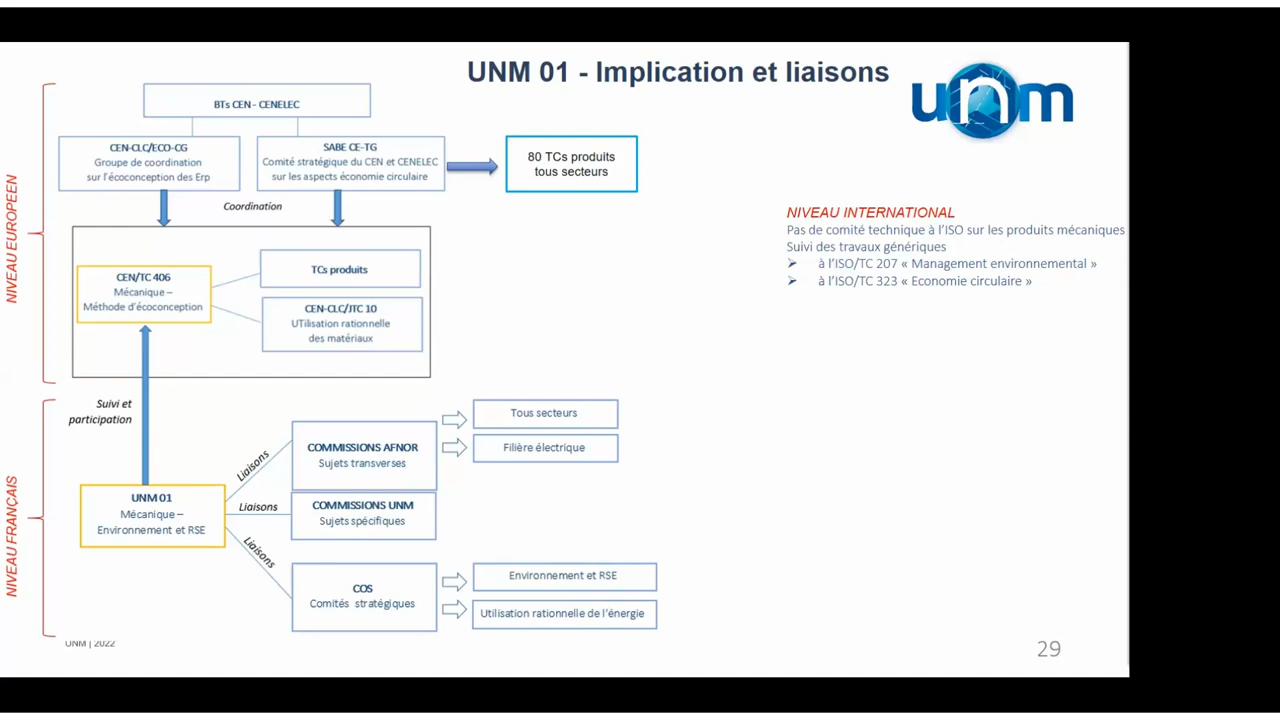 UNM 01 - Implication et liaisons
unm
NIVEAU EUROPEEN
BTs CEN - CENELEC
CEN-CLC/ECO-CG
Groupe de coordination
sur l'écoconception des Erp
SABE CE-TG
Comité stratégique du CEN et CENELEC
sur les aspects économie circulaire
80 TCs produits
tous secteurs
Coordination
CEN/TC 406
Mécanique –
Méthode d'écoconception
TCs produits
CEN-CLC/JTC 10
UTilisation rationnelle
des matériaux
NIVEAU INTERNATIONAL
Pas de comité technique à l'ISO sur les produits mécaniques
Suivi des travaux génériques
➢ à l'ISO/TC 207 « Management environnemental »
➢ à l'ISO/TC 323 « Economie circulaire »
Suivi et
participation
NIVEAU FRANÇAIS
UNM 01
Mécanique –
Environnement et RSE
Liaisons
Liaisons
Liaisons
COMMISSIONS AFNOR
Sujets transverses
Tous secteurs
Filière électrique
COMMISSIONS UNM
Sujets spécifiques
COS
Comités stratégiques
Environnement et RSE
Utilisation rationnelle de l'énergie
UNM | 2022
29